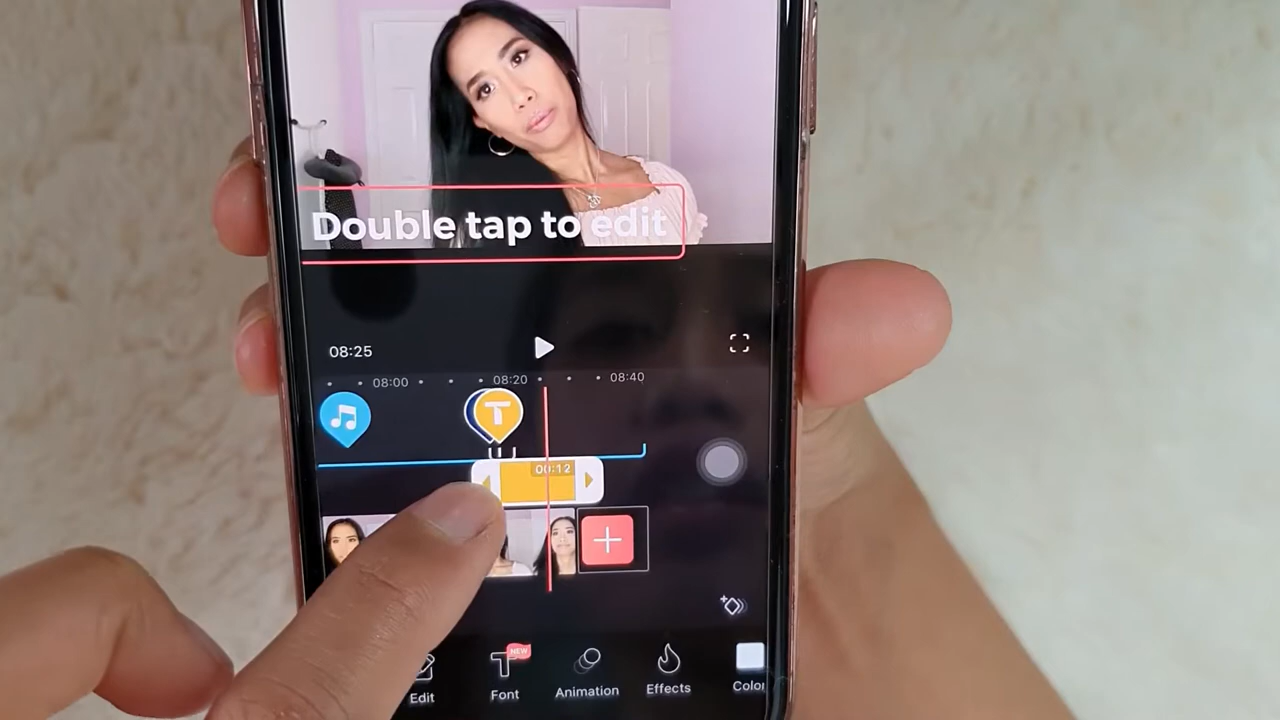 Double tap to edit
08:25
08:00 08:20 08:40
T
00:12
NEW
Edit Font Animation Effects Color